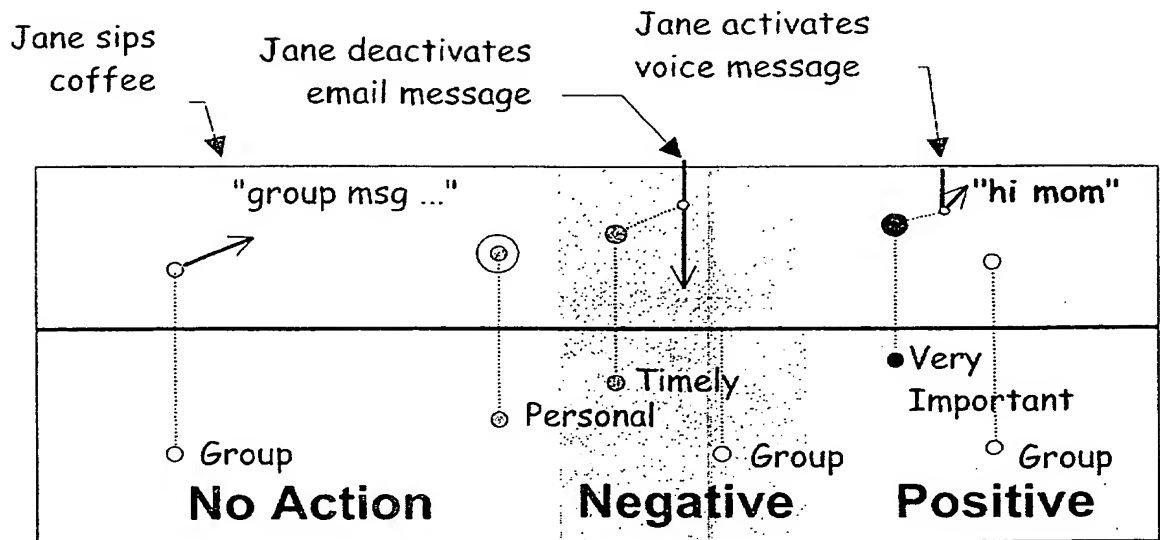 Jane sips
coffee
Jane deactivates
email message
Jane activates
voice message
"group msg ..."
"hi mom"
Timely
Personal
Group
Group
Very
Important
Group
No Action
Negative
Positive